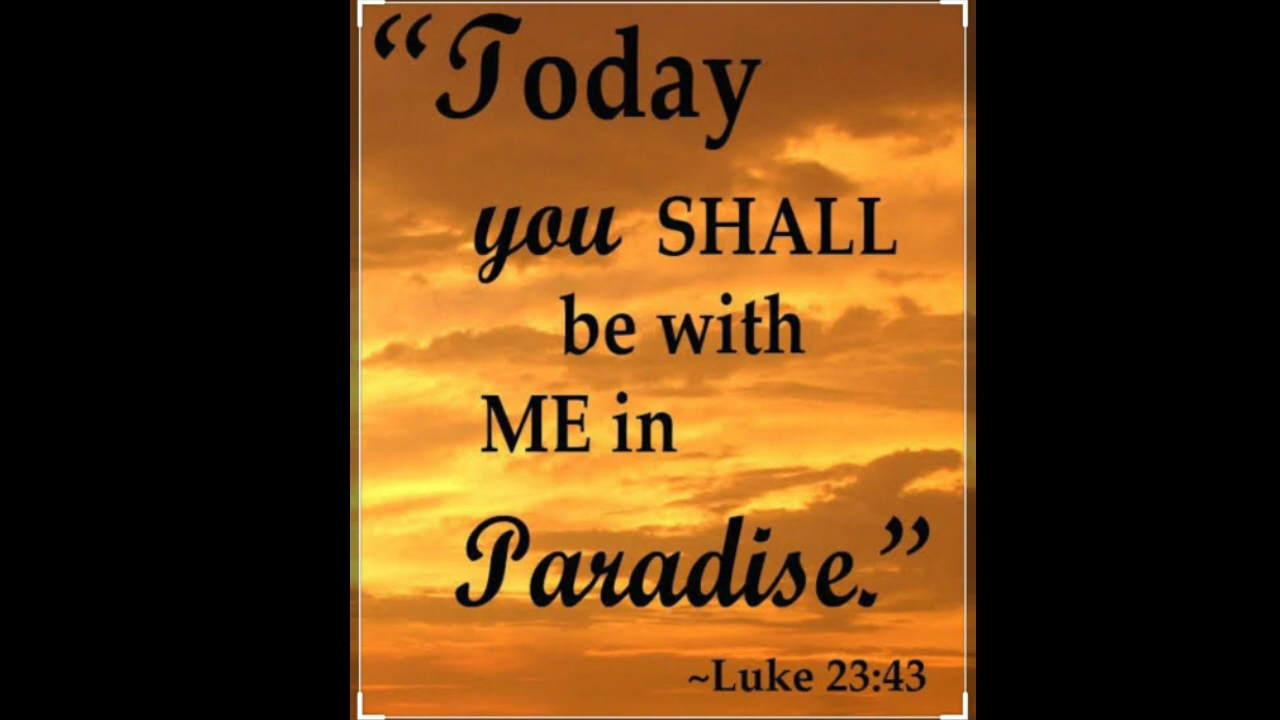 “Today
you SHALL
be with
ME in
Paradise.”
~Luke 23:43